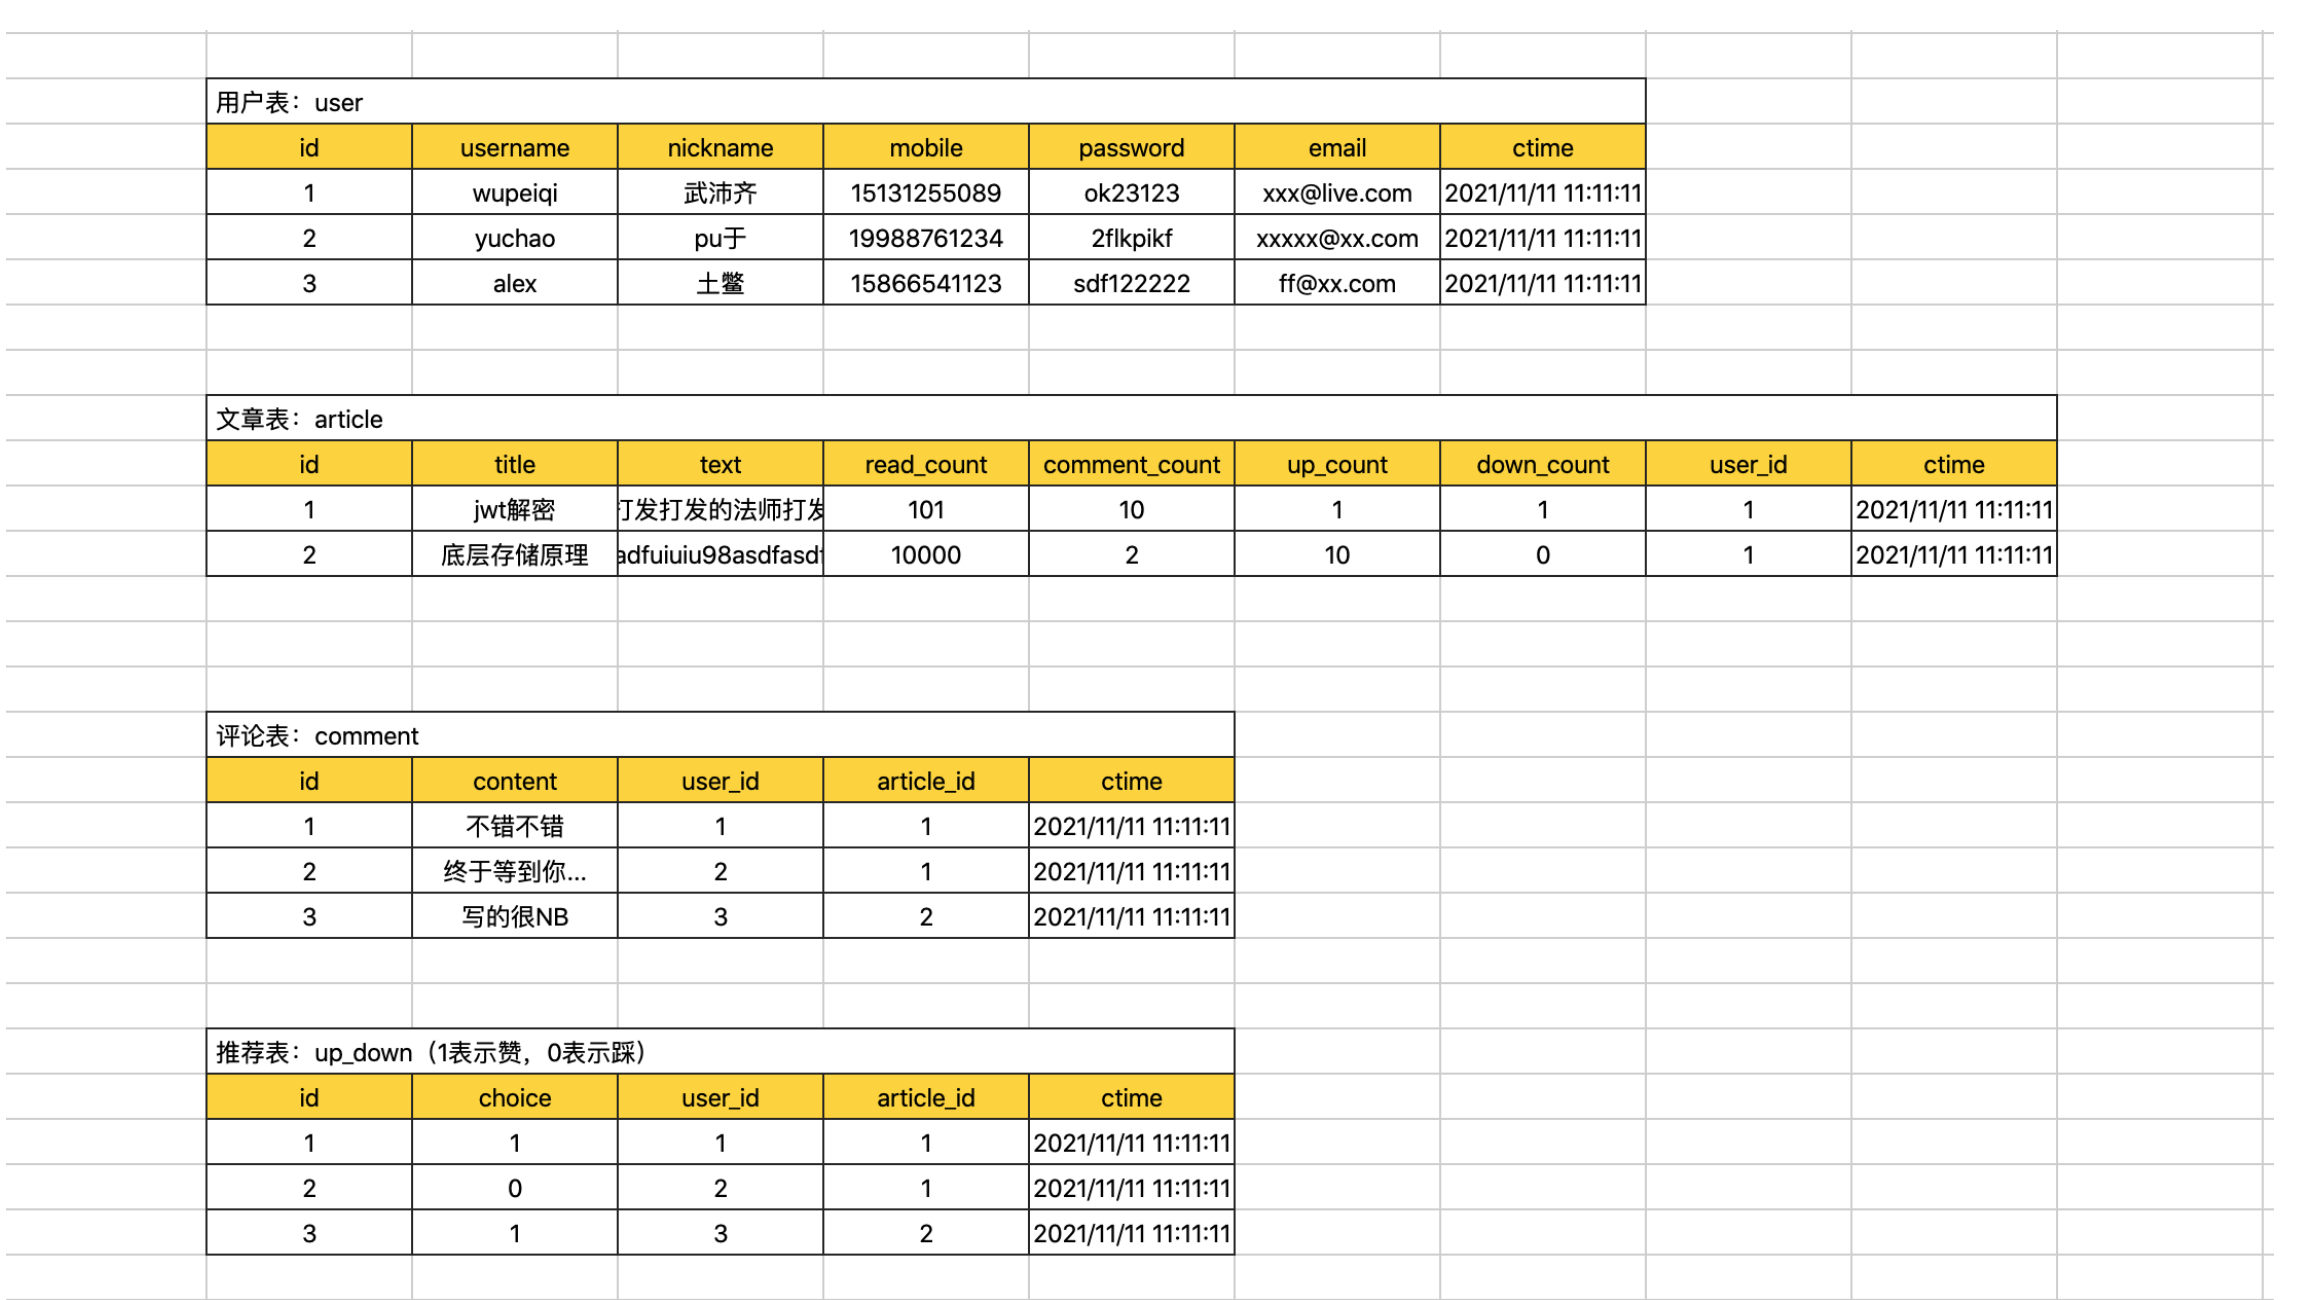 用户表：user
id username nickname mobile password email ctime
1 wupeiqi 武沛齐 15131255089 ok23123 xxx@live.com 2021/11/11 11:11:11
2 yuchao pu于 19988761234 2flkpikf xxxxx@xx.com 2021/11/11 11:11:11
3 alex 土鳖 15866541123 sdf122222 ff@xx.com 2021/11/11 11:11:11
文章表：article
id title text read_count comment_count up_count down_count user_id ctime
1 jwt解密 打发打发的法师打发 101 10 1 1 1 2021/11/11 11:11:11
2 底层存储原理 adfuiuiu98asdfasdf 10000 2 10 0 1 2021/11/11 11:11:11
评论表：comment
id content user_id article_id ctime
1 不错不错 1 1 2021/11/11 11:11:11
2 终于等到你... 2 1 2021/11/11 11:11:11
3 写的很NB 3 2 2021/11/11 11:11:11
推荐表：up_down（1表示赞，0表示踩）
id choice user_id article_id ctime
1 1 1 1 2021/11/11 11:11:11
2 0 2 1 2021/11/11 11:11:11
3 1 3 2 2021/11/11 11:11:11